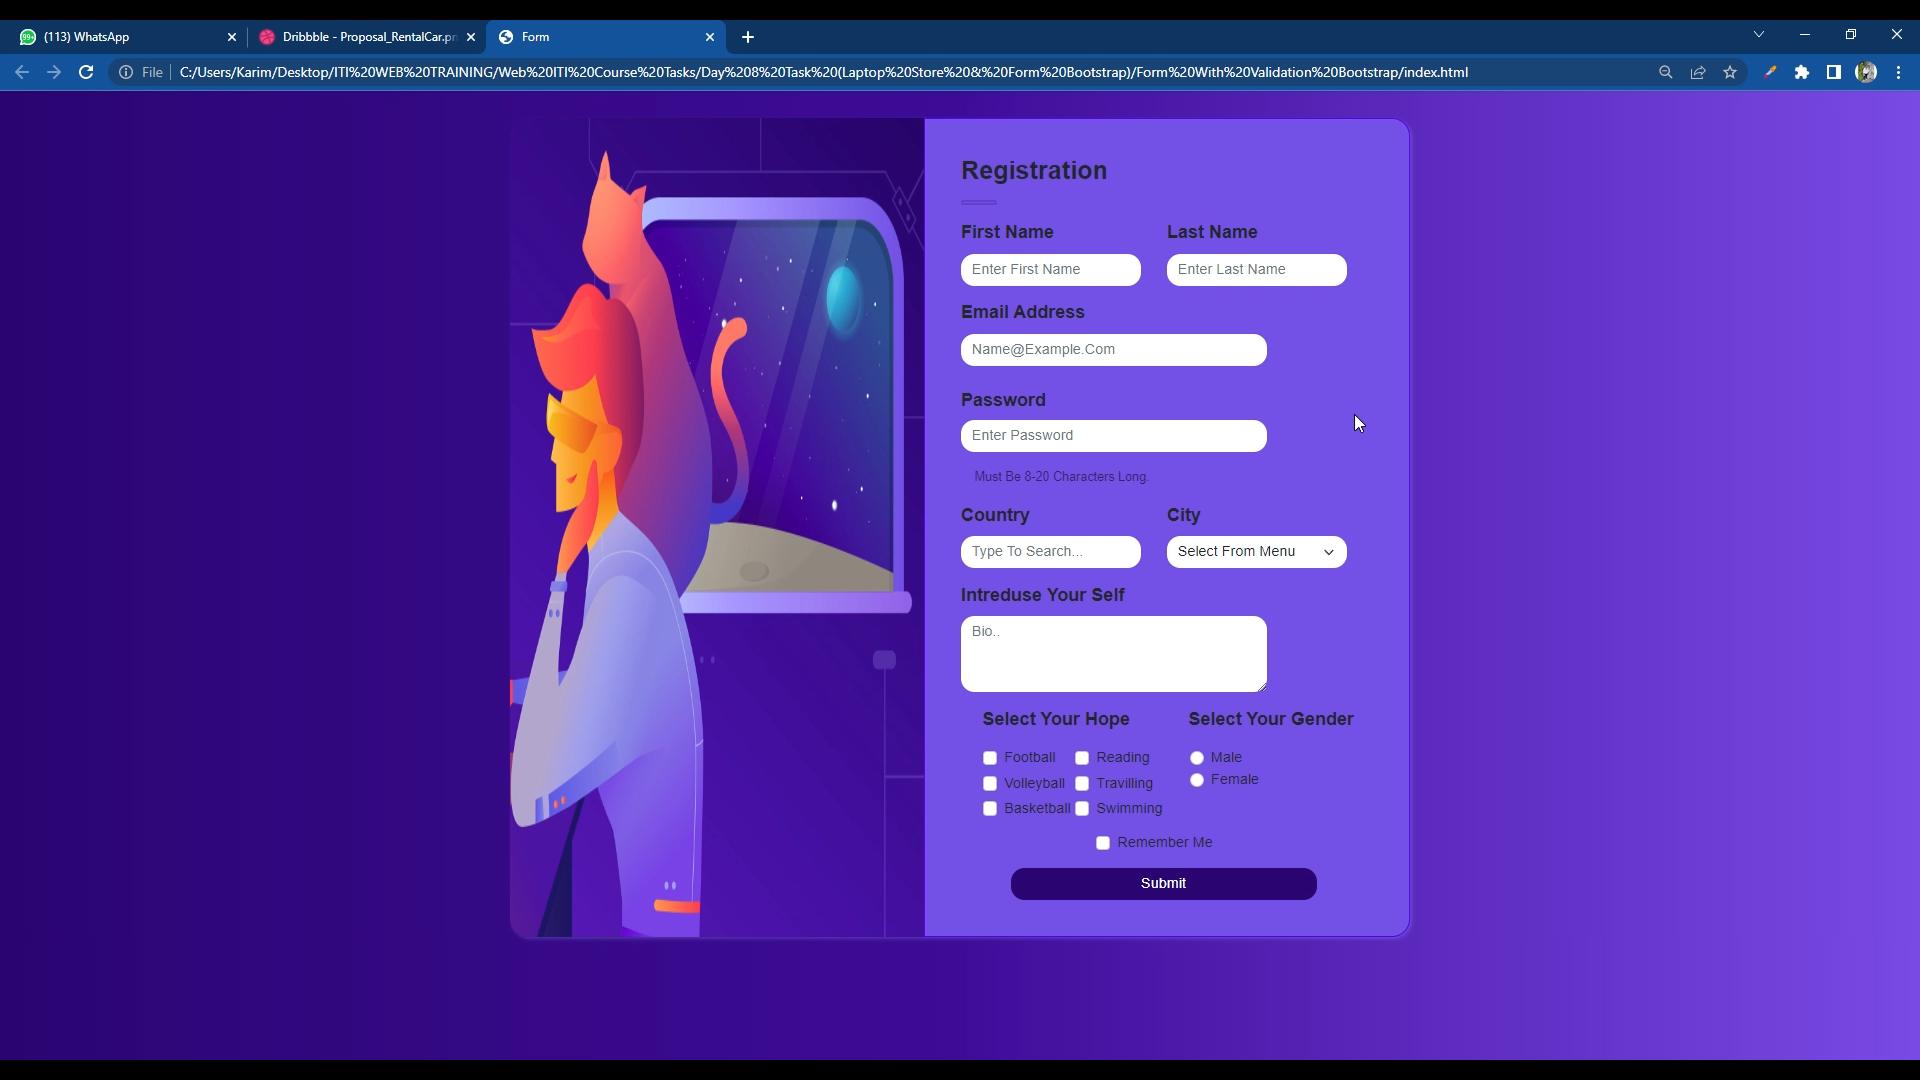 (113) WhatsApp
Dribbble - Proposal_RentalCar.pn
Form
File
C:/Users/Karim/Desktop/ITI%20WEB%20TRAINING/Web%20ITI%20Course%20Tasks/Day%208%20Task%20(Laptop%20Store%20&%20Form%20Bootstrap)/Form%20With%20Validation%20Bootstrap/index.html
Registration
First Name
Last Name
Enter First Name
Enter Last Name
Email Address
Name@Example.Com
Password
Enter Password
Must Be 8-20 Characters Long.
Country
City
Type To Search...
Select From Menu
Intreduse Your Self
Bio..
Select Your Hope
Select Your Gender
Football
Reading
Male
Volleyball
Travilling
Female
Basketball
Swimming
Remember Me
Submit